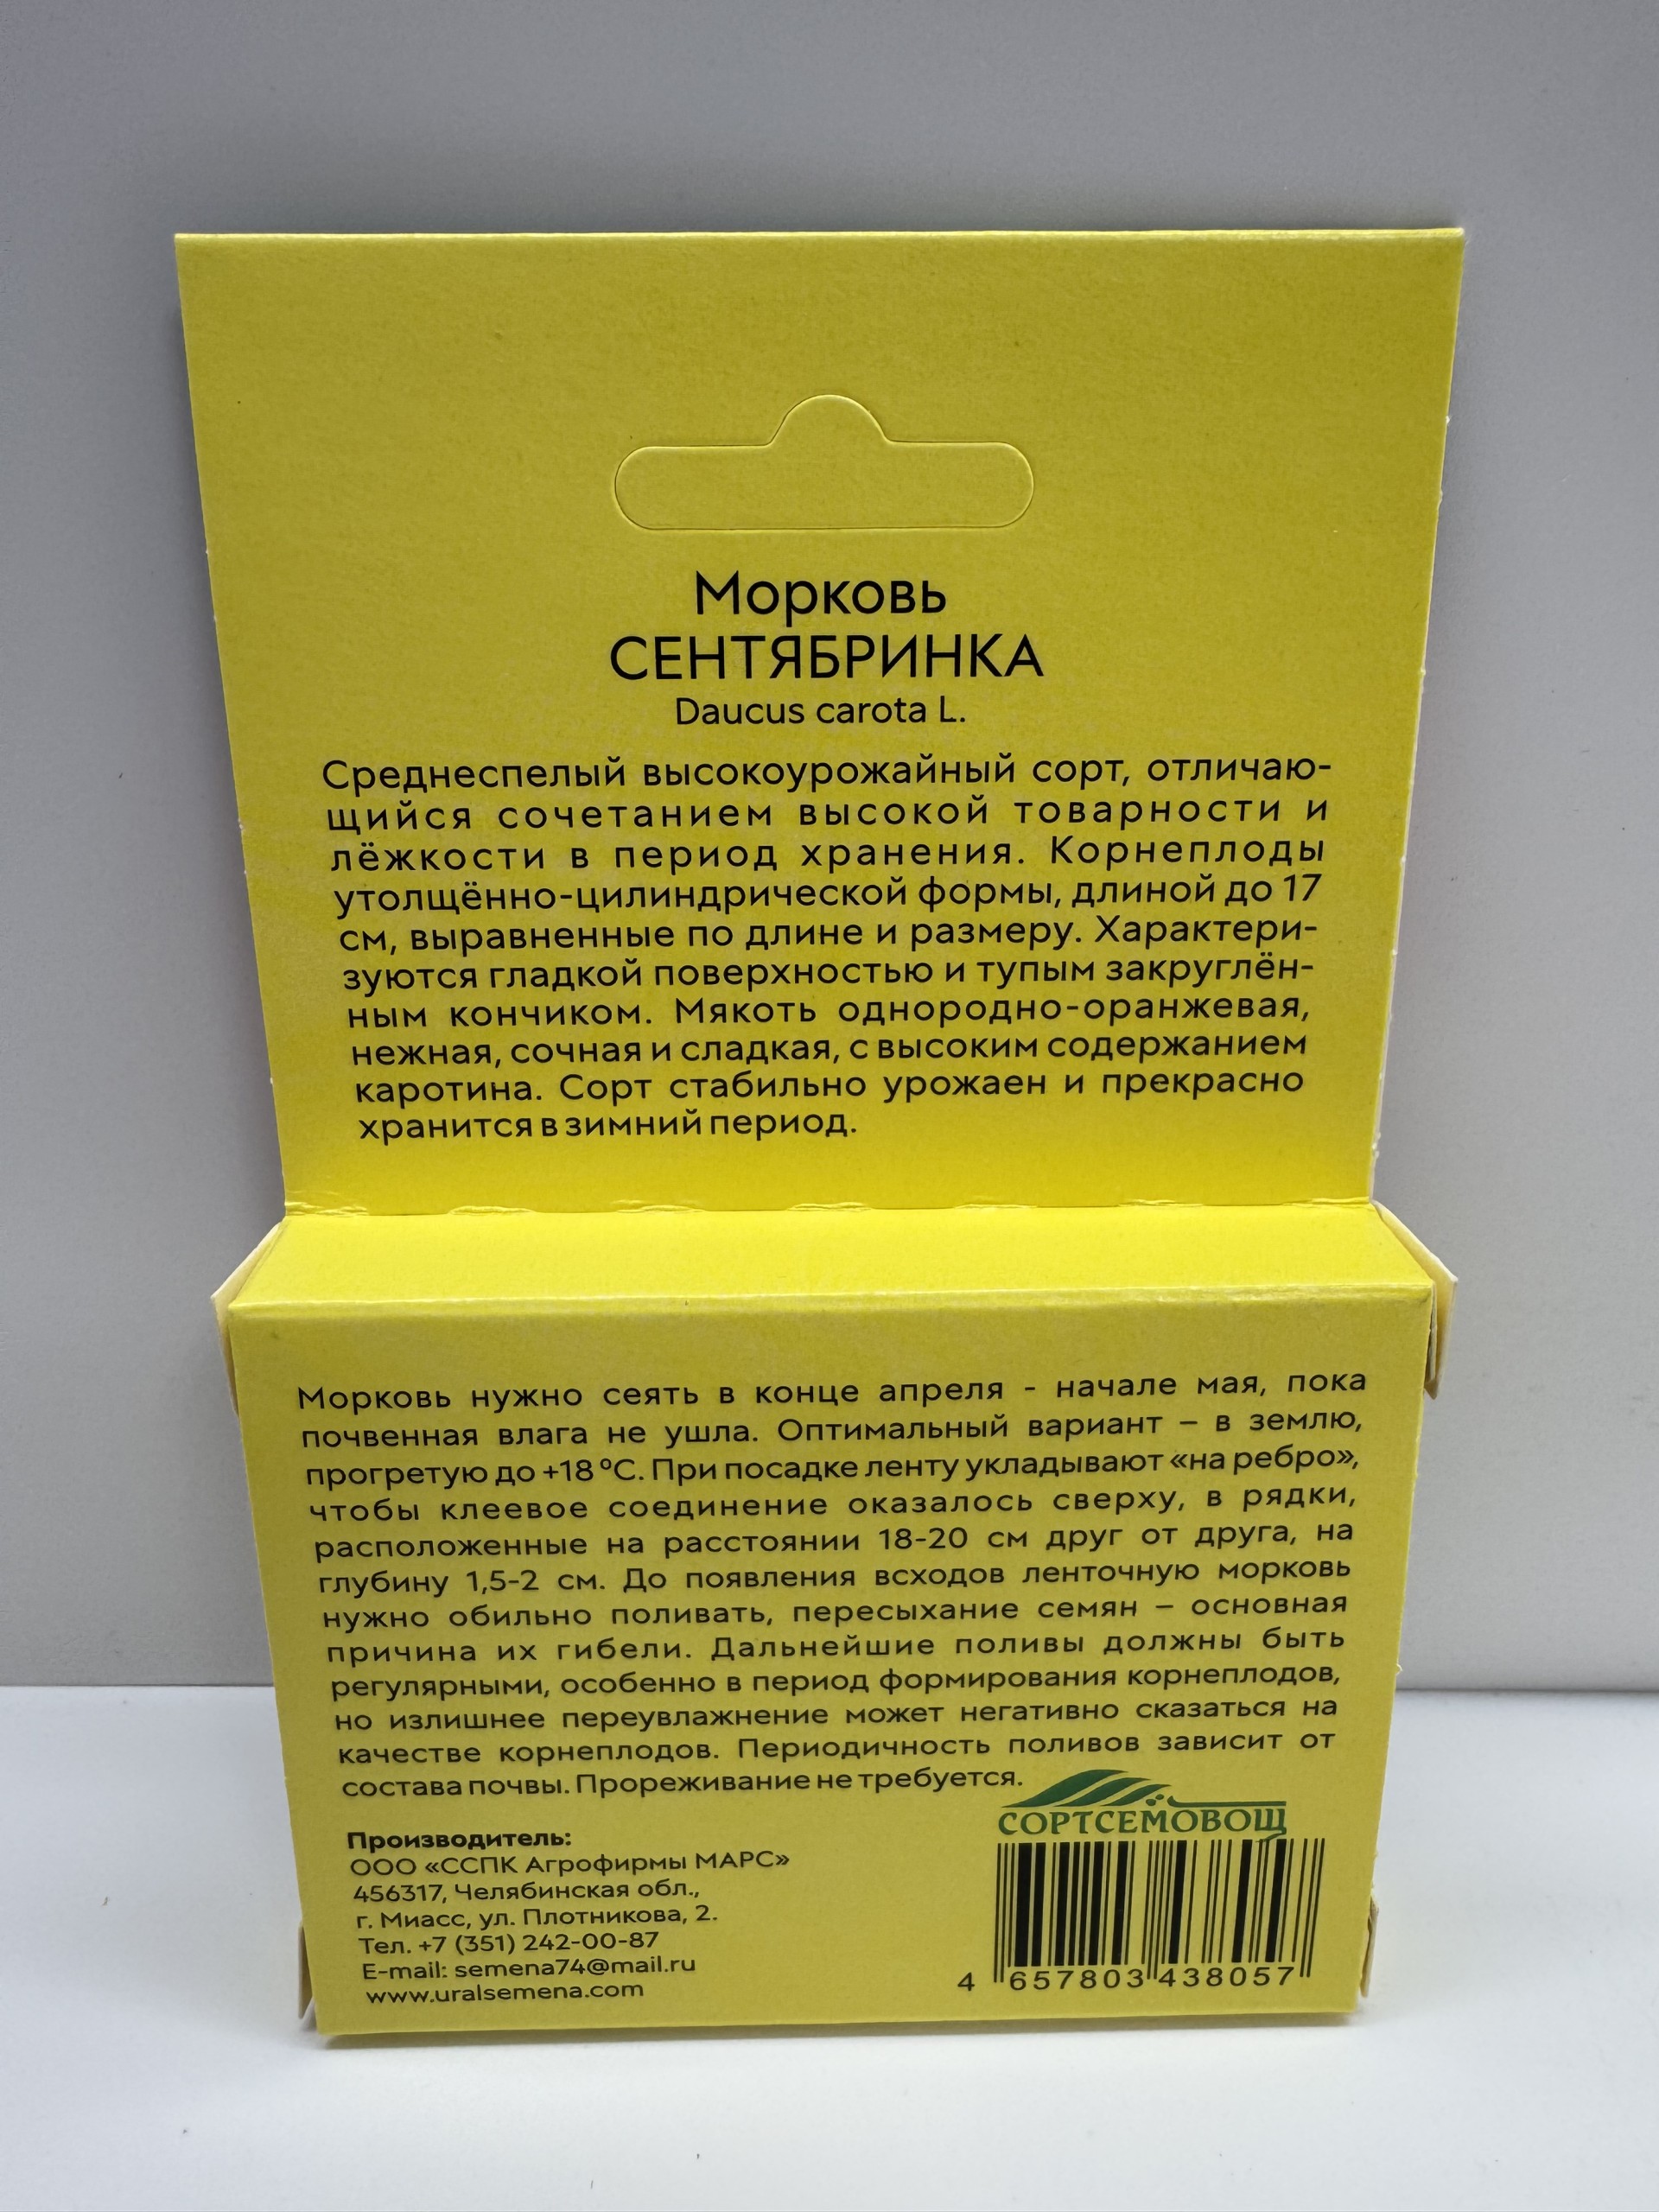 Морковь
СЕНТЯБРИНКА
Daucus carota L.
Среднеспелый высокоурожайный сорт, отличаю-
щийся сочетанием высокой товарности и
лёжкости в период хранения. Корнеплоды
утолщённо-цилиндрической формы, длиной до 17
см, выравненные по длине и размеру. Характери-
зуются гладкой поверхностью и тупым закруглён-
ным кончиком. Мякоть однородно-оранжевая,
нежная, сочная и сладкая, с высоким содержанием
каротина. Сорт стабильно урожаен и прекрасно
хранится в зимний период.
Морковь нужно сеять в конце апреля - начале мая, пока
почвенная влага не ушла. Оптимальный вариант – в землю,
прогретую до +18 °С. При посадке ленту укладывают «на ребро»,
чтобы клеевое соединение оказалось сверху, в рядки,
расположенные на расстоянии 18-20 см друг от друга, на
глубину 1,5-2 см. До появления всходов ленточную морковь
нужно обильно поливать, пересыхание семян – основная
причина их гибели. Дальнейшие поливы должны быть
регулярными, особенно в период формирования корнеплодов,
но излишнее переувлажнение может негативно сказаться на
качестве корнеплодов. Периодичность поливов зависит от
состава почвы. Прореживание не требуется.
СОРТСЕМОВОЩ
Производитель:
ООО «ССПК Агрофирмы МАРС»
456317, Челябинская обл.,
г. Миасс, ул. Плотникова, 2.
Тел. +7 (351) 242-00-87
E-mail: semena74@mail.ru
www.uralsemena.com
4 657803 438057